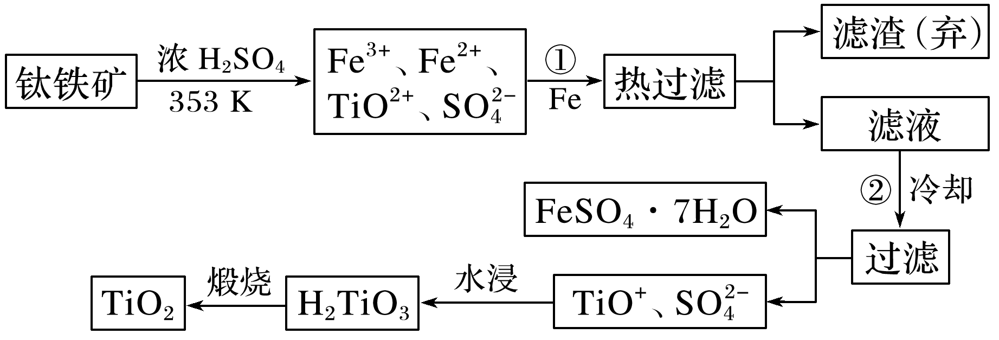 钛铁矿
浓 H₂SO₄
353 K
Fe³⁺、Fe²⁺、
TiO²⁺、SO₄²⁻
①
Fe
热过滤
滤渣(弃)
滤液
② 冷却
过滤
FeSO₄·7H₂O
TiO⁺、SO₄²⁻
水浸
H₂TiO₃
煅烧
TiO₂